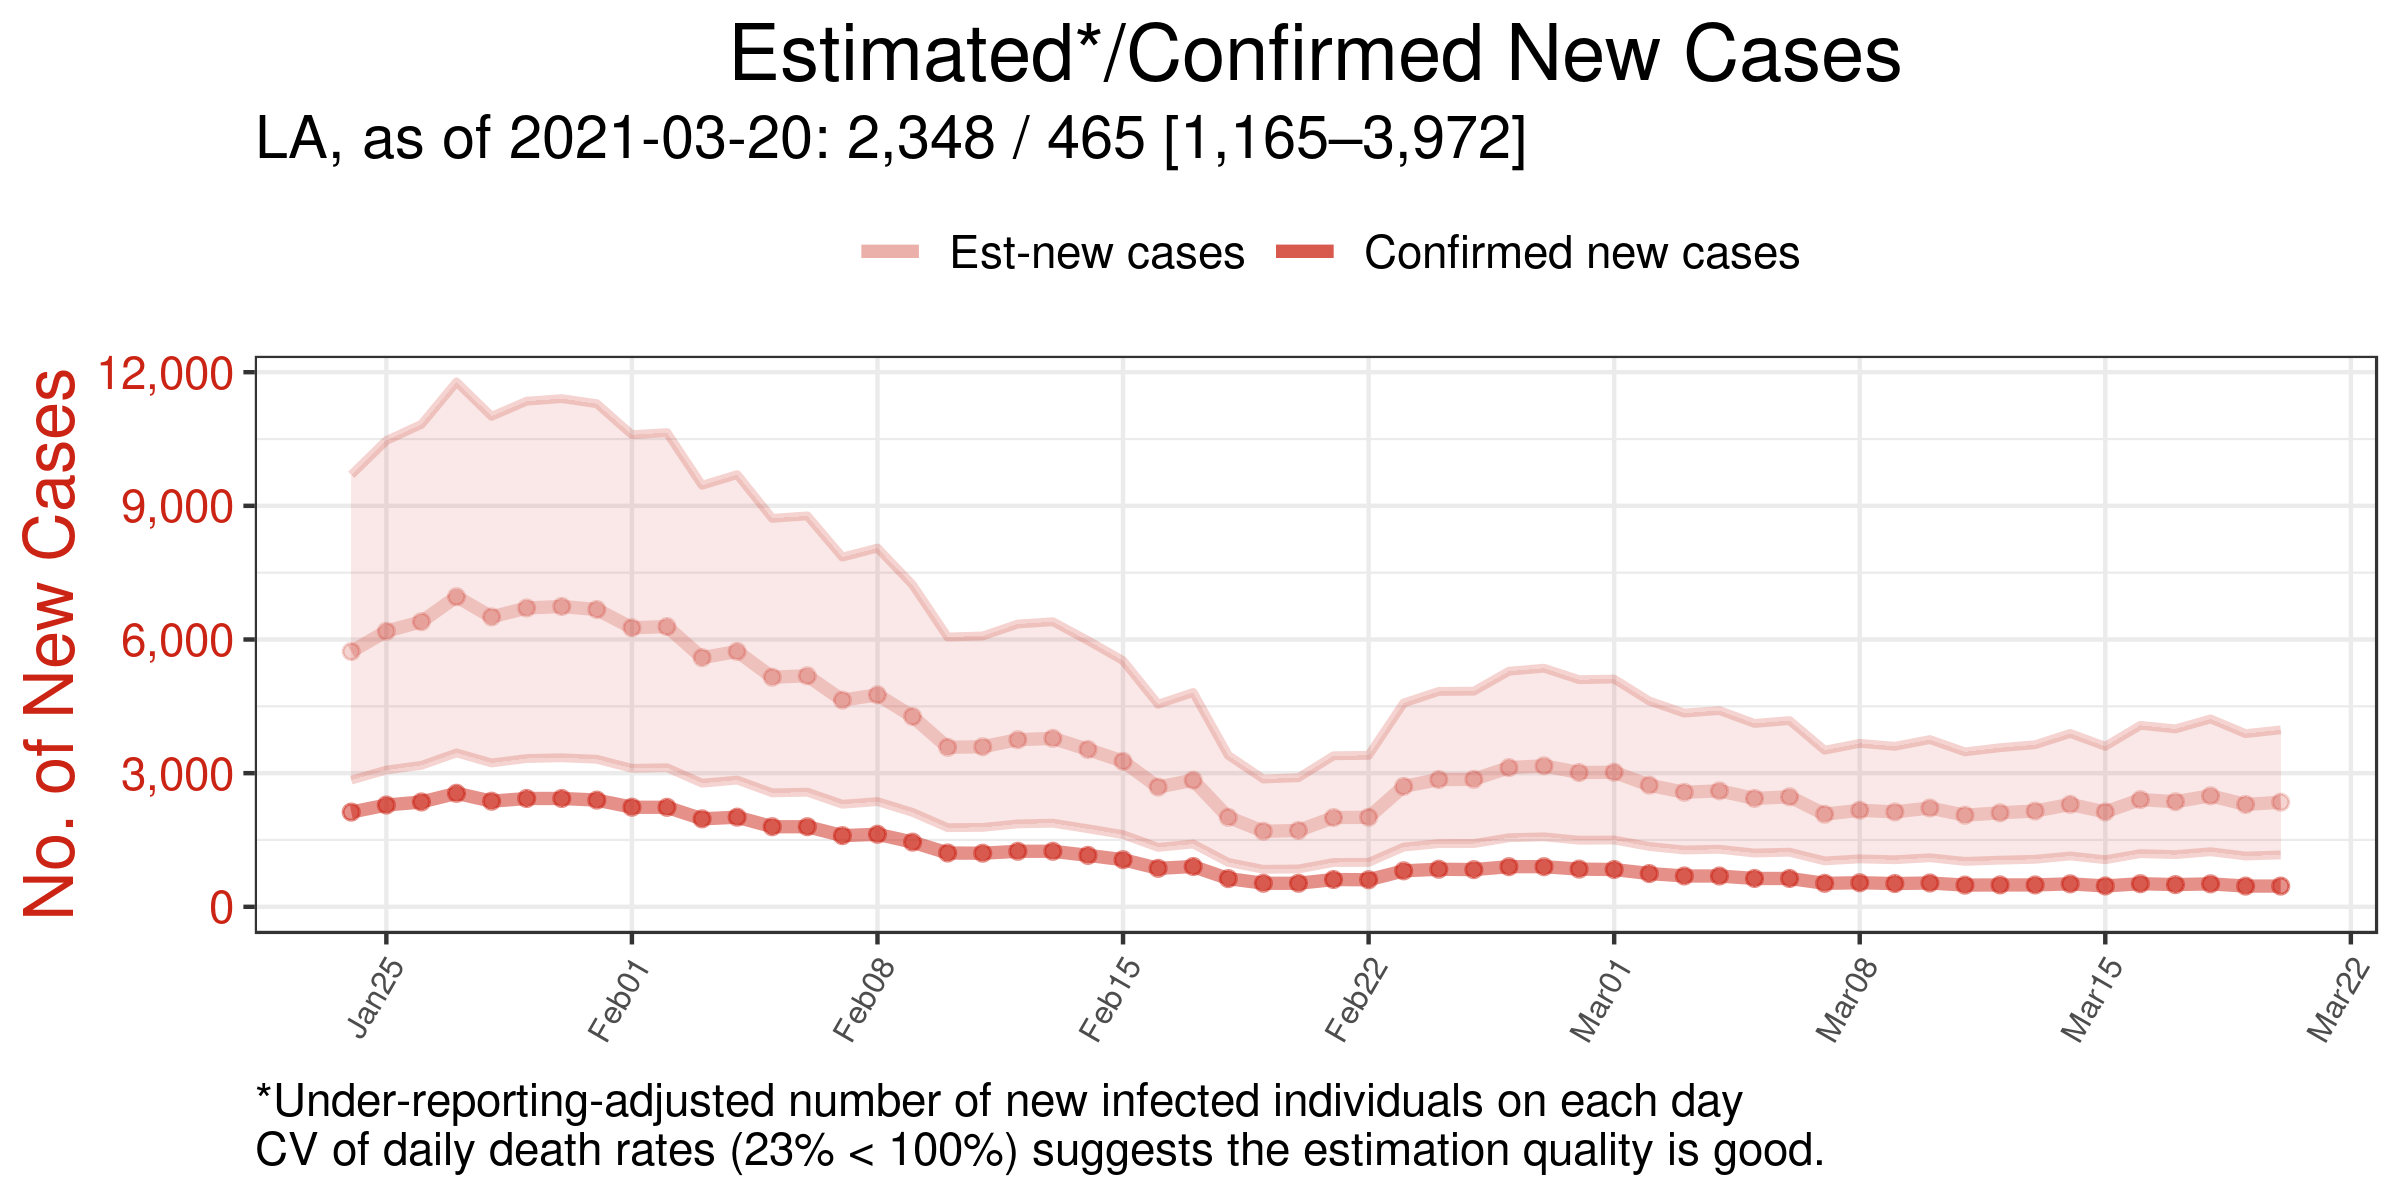 Estimated*/Confirmed New Cases
LA, as of 2021-03-20: 2,348 / 465 [1,165–3,972]
Est-new cases
Confirmed new cases
No. of New Cases
12,000
9,000
6,000
3,000
0
Jan25
Feb01
Feb08
Feb15
Feb22
Mar01
Mar08
Mar15
Mar22
*Under-reporting-adjusted number of new infected individuals on each day
CV of daily death rates (23% < 100%) suggests the estimation quality is good.